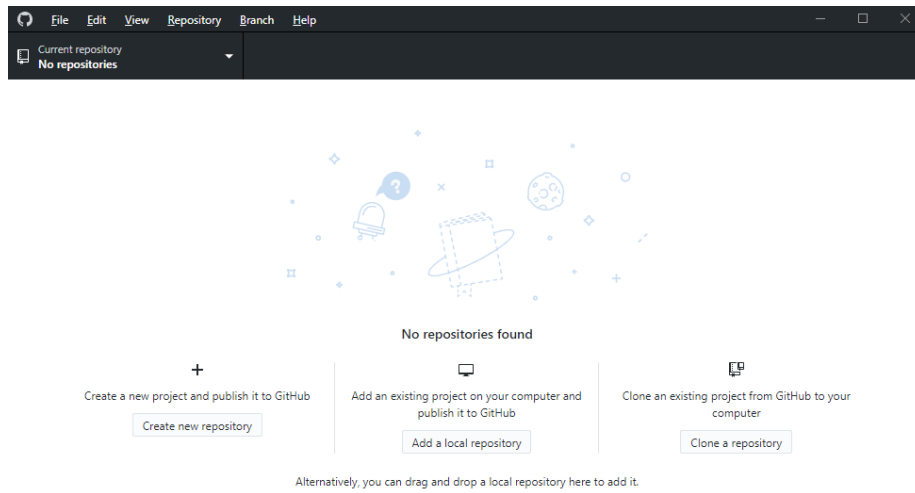 File Edit View Repository Branch Help
Current repository
No repositories
?
No repositories found
Create a new project and publish it to GitHub
Create new repository
Add an existing project on your computer and
publish it to GitHub
Add a local repository
Clone an existing project from GitHub to your
computer
Clone a repository
Alternatively, you can drag and drop a local repository here to add it.